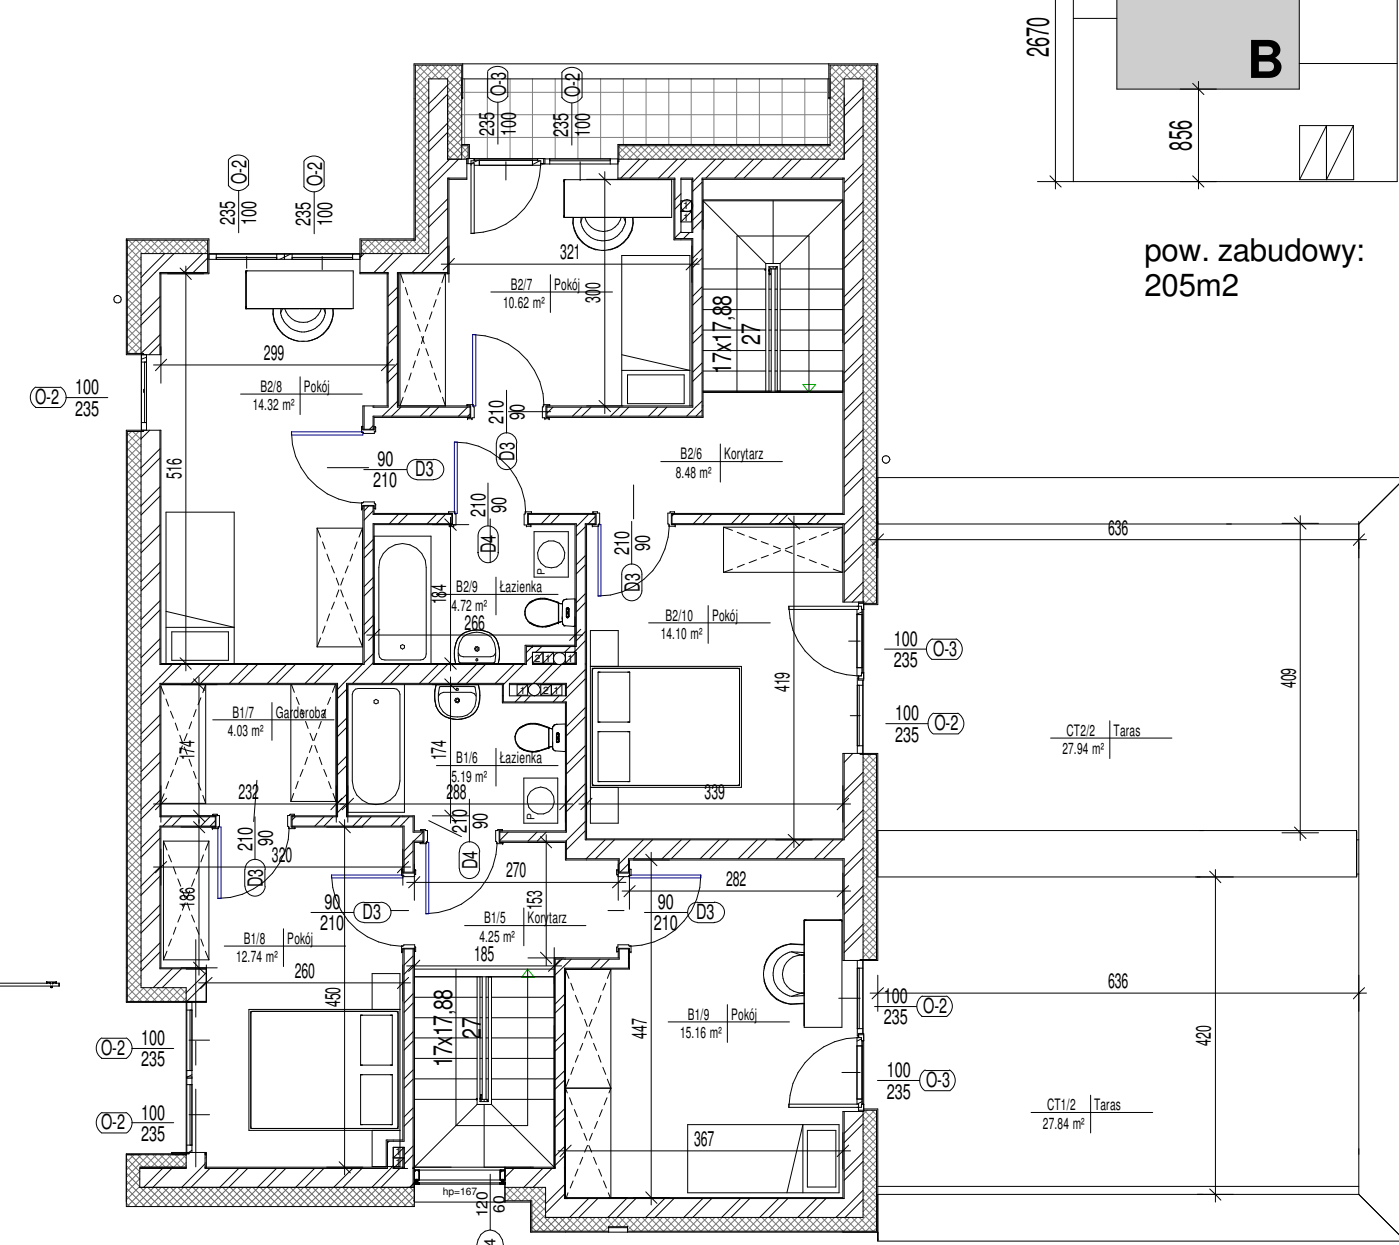 2670
B
856
pow. zabudowy:
205m2
O-3
235
100
O-2
235
100
O-2
235
100
O-2
235
100
321
B2/7 Pokój
10.62 m²
300
17x17,88
27
299
B2/8 Pokój
14.32 m²
O-2 100
235
516
210
90
D3
90
210
D3
B2/6 Korytarz
8.48 m²
210
90
D4
210
90
D3
636
P
184
B2/9 Łazienka
4.72 m²
266
2 1 1
B2/10 Pokój
14.10 m²
100
235
O-3
419
409
100
235
O-2
CT2/2 Taras
27.94 m²
B1/7 Garderoba
4.03 m²
174
1 2 1
174
B1/6 Łazienka
5.19 m²
P
232
288
339
210
90
D3
320
210
90
D4
270
153
282
186
90
210
D3
90
210
D3
B1/5 Korytarz
4.25 m²
185
B1/8 Pokój
12.74 m²
260
450
17x17,88
27
447
B1/9 Pokój
15.16 m²
100
235
O-2
636
420
O-2 100
235
100
235
O-3
O-2 100
235
CT1/2 Taras
27.84 m²
367
hp=167
120
60